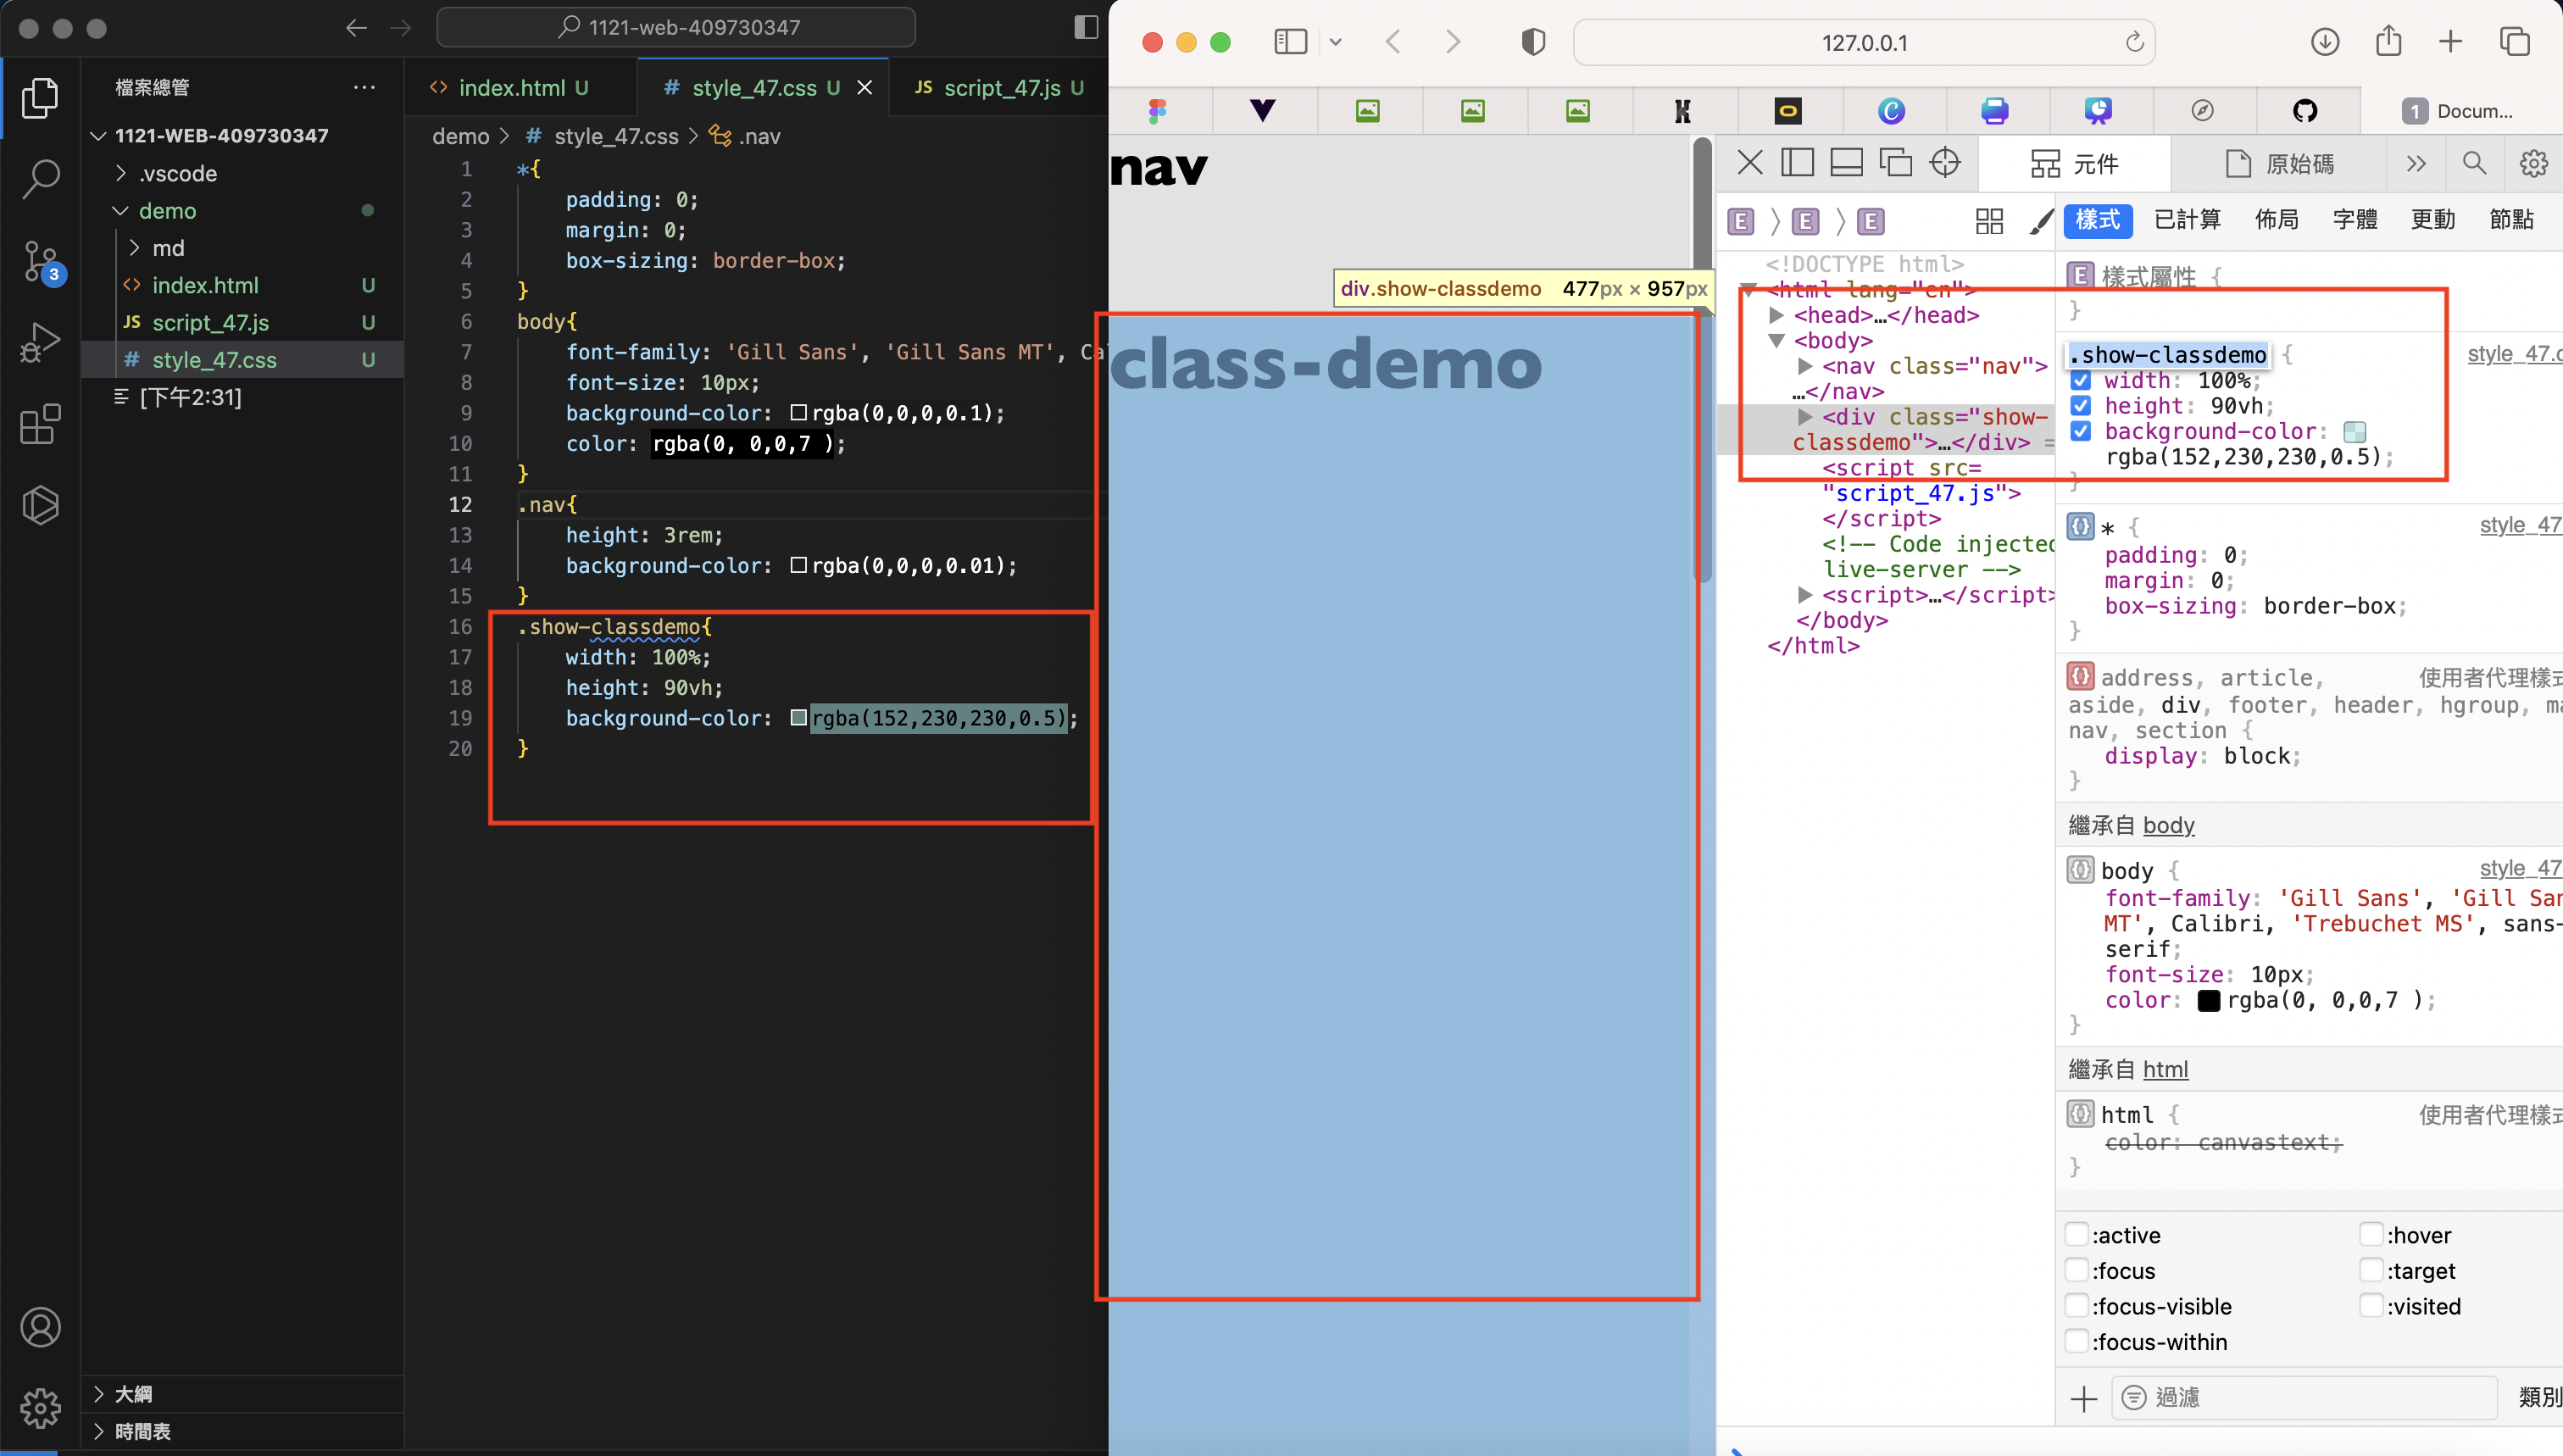 1121-web-409730347
檔案總管
1121-WEB-409730347
.vscode
demo
md
index.html U
JS script_47.js U
# style_47.css U
[下午2:31]
大綱
時間表
3
index.html U
# style_47.css U
JS script_47.js U
demo > # style_47.css > .nav
1 *{
2 padding: 0;
3 margin: 0;
4 box-sizing: border-box;
5 }
6 body{
7 font-family: 'Gill Sans', 'Gill Sans MT', Ca
8 font-size: 10px;
9 background-color: rgba(0,0,0,0.1);
10 color: rgba(0, 0,0,7 );
11 }
12 .nav{
13 height: 3rem;
14 background-color: rgba(0,0,0,0.01);
15 }
16 .show-classdemo{
17 width: 100%;
18 height: 90vh;
19 background-color: rgba(152,230,230,0.5);
20 }
127.0.0.1
1 Docum...
nav
div.show-classdemo 477px × 957px
class-demo
元件
原始碼
E E E
樣式 已計算 佈局 字體 更動 節點
<!DOCTYPE html>
<html lang="en">
<head>…</head>
<body>
<nav class="nav">
…</nav>
<div class="show-
classdemo">…</div> =
<script src=
"script_47.js">
</script>
<!-- Code injected
live-server -->
<script>…</script>
</body>
</html>
E 樣式屬性 {
}
.show-classdemo { style_47.c
width: 100%;
height: 90vh;
background-color:
rgba(152,230,230,0.5);
}
* { style_47
padding: 0;
margin: 0;
box-sizing: border-box;
}
address, article, 使用者代理樣式
aside, div, footer, header, hgroup, ma
nav, section {
display: block;
}
繼承自 body
body { style_47
font-family: 'Gill Sans', 'Gill San
MT', Calibri, 'Trebuchet MS', sans-
serif;
font-size: 10px;
color: rgba(0, 0,0,7 );
}
繼承自 html
html { 使用者代理樣式
color: canvastext;
}
:active :hover
:focus :target
:focus-visible :visited
:focus-within
過濾
類別